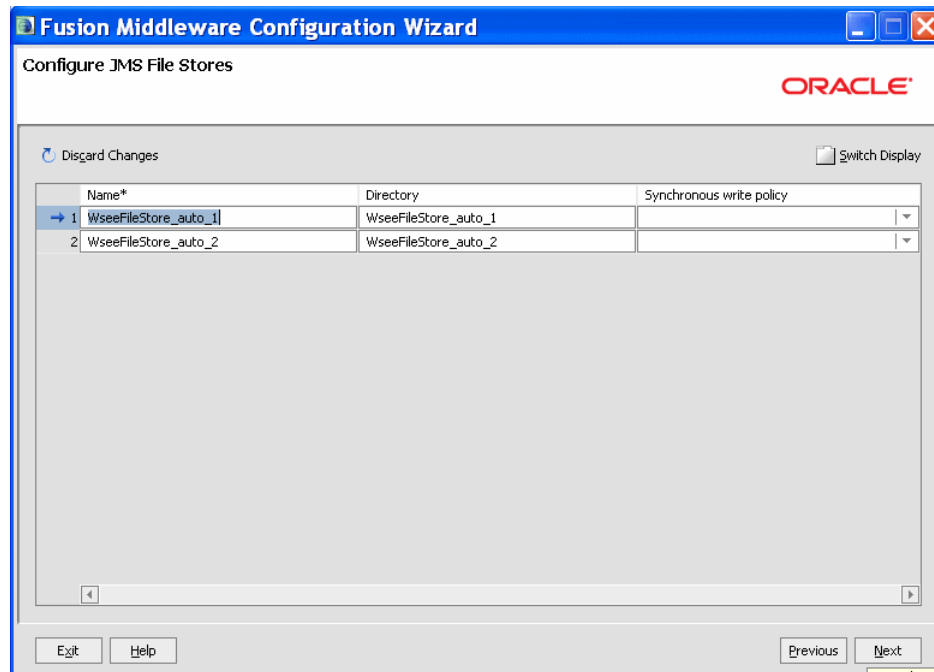 Fusion Middleware Configuration Wizard
Configure JMS File Stores
ORACLE
Discard Changes
Switch Display
Name* Directory Synchronous write policy
1 WseeFileStore_auto_1 WseeFileStore_auto_1
2 WseeFileStore_auto_2 WseeFileStore_auto_2
Exit Help Previous Next